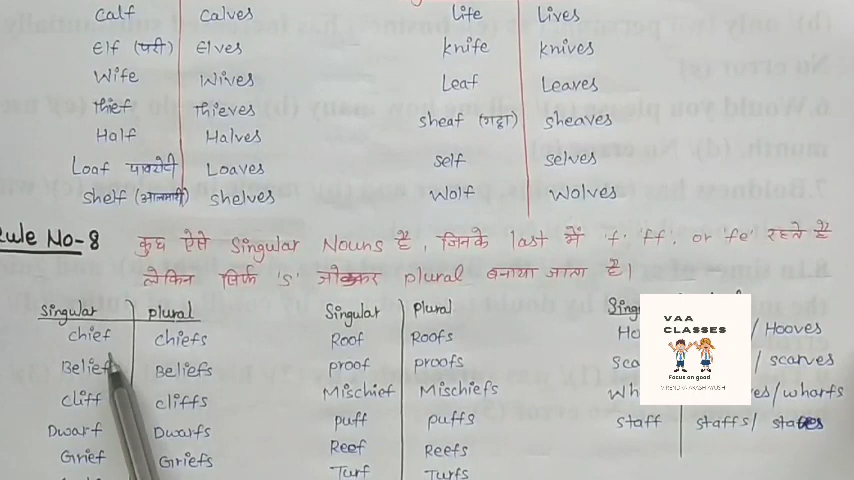 calf calves life lives
Elf (परी) Elves knife knives
Wife Wives Leaf Leaves
thief thieves sheaf (गट्ठा) sheaves
Half Halves self selves
Loaf पावरोटी Loaves Wolf Wolves
shelf (आलमारी) shelves
Rule No-8 कुछ ऐसे singular Nouns है, जिनके last में 'f', 'ff', or 'fe' रहते है
लेकिन सिर्फ s जोड़कर plural बनाया जाता है
singular plural Singular Plural
chief chiefs Roof Roofs / Hooves
Belief Beliefs proof proofs / scarves
cliff cliffs Mischief Mischiefs /wharfs
Dwarf Dwarfs puff puffs staff staffs/ staves
Grief Griefs Reef Reefs
Turf Turfs
VAA
CLASSES
Focus on good